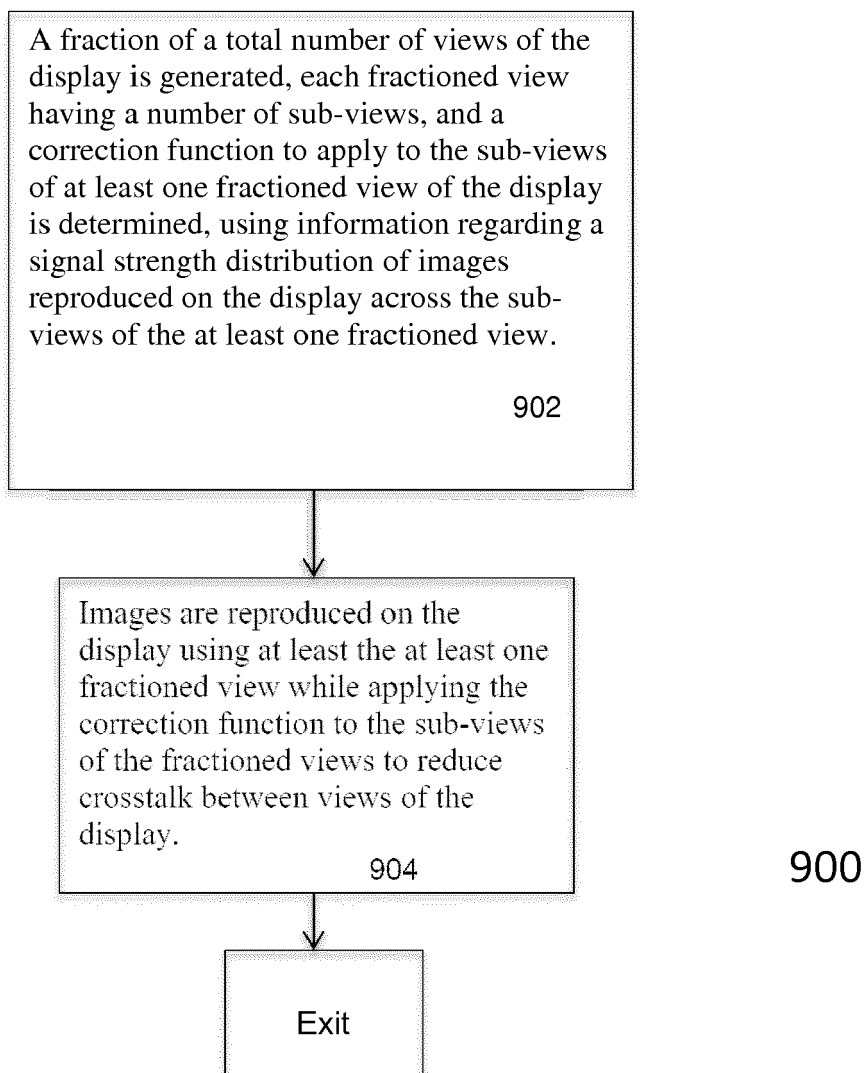 A fraction of a total number of views of the
display is generated, each fractioned view
having a number of sub-views, and a
correction function to apply to the sub-views
of at least one fractioned view of the display
is determined, using information regarding a
signal strength distribution of images
reproduced on the display across the sub-
views of the at least one fractioned view.
902
Images are reproduced on the
display using at least the at least one
fractioned view while applying the
correction function to the sub-views
of the fractioned views to reduce
crosstalk between views of the
display.
904
900
Exit